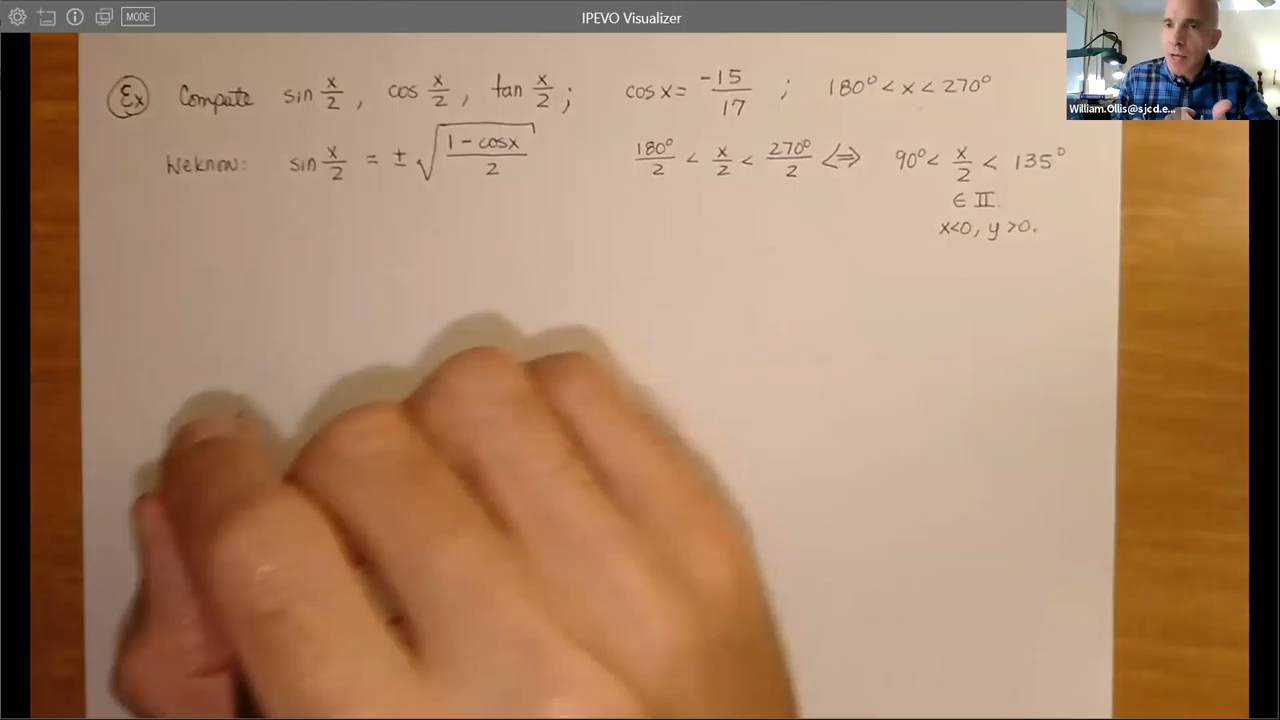 MODE
IPEVO Visualizer
William.Ollis@sjcd.e...
Ex Compute sin x/2, cos x/2, tan x/2; cos x = -15/17 ; 180° < x < 270°
We know: sin x/2 = ± √((1 - cos x)/2) 180°/2 < x/2 < 270°/2 ⟺ 90° < x/2 < 135°
∈ II.
x<0, y>0.